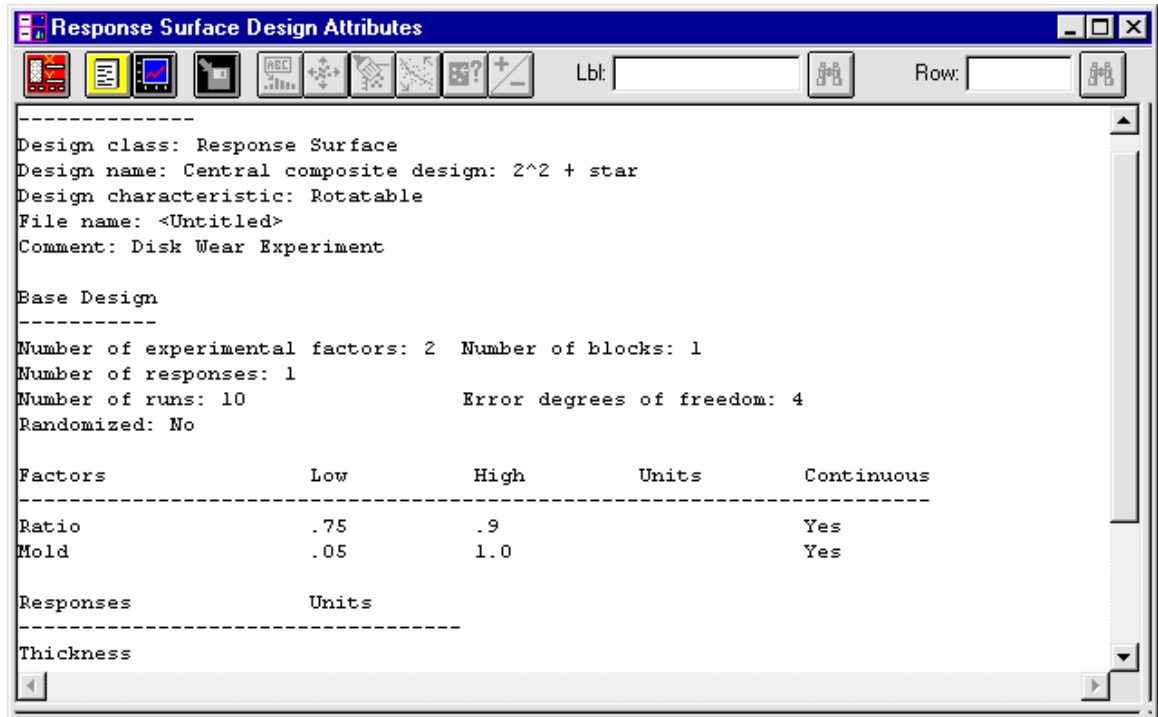 Response Surface Design Attributes
ABC Lbl: Row:
--------------
Design class: Response Surface
Design name: Central composite design: 2^2 + star
Design characteristic: Rotatable
File name: <Untitled>
Comment: Disk Wear Experiment
Base Design
-----------
Number of experimental factors: 2  Number of blocks: 1
Number of responses: 1
Number of runs: 10                 Error degrees of freedom: 4
Randomized: No
Factors                 Low           High          Units         Continuous
----------------------------------------------------------------------------
Ratio                   .75           .9                          Yes
Mold                    .05           1.0                         Yes
Responses               Units
-------------------------------------
Thickness